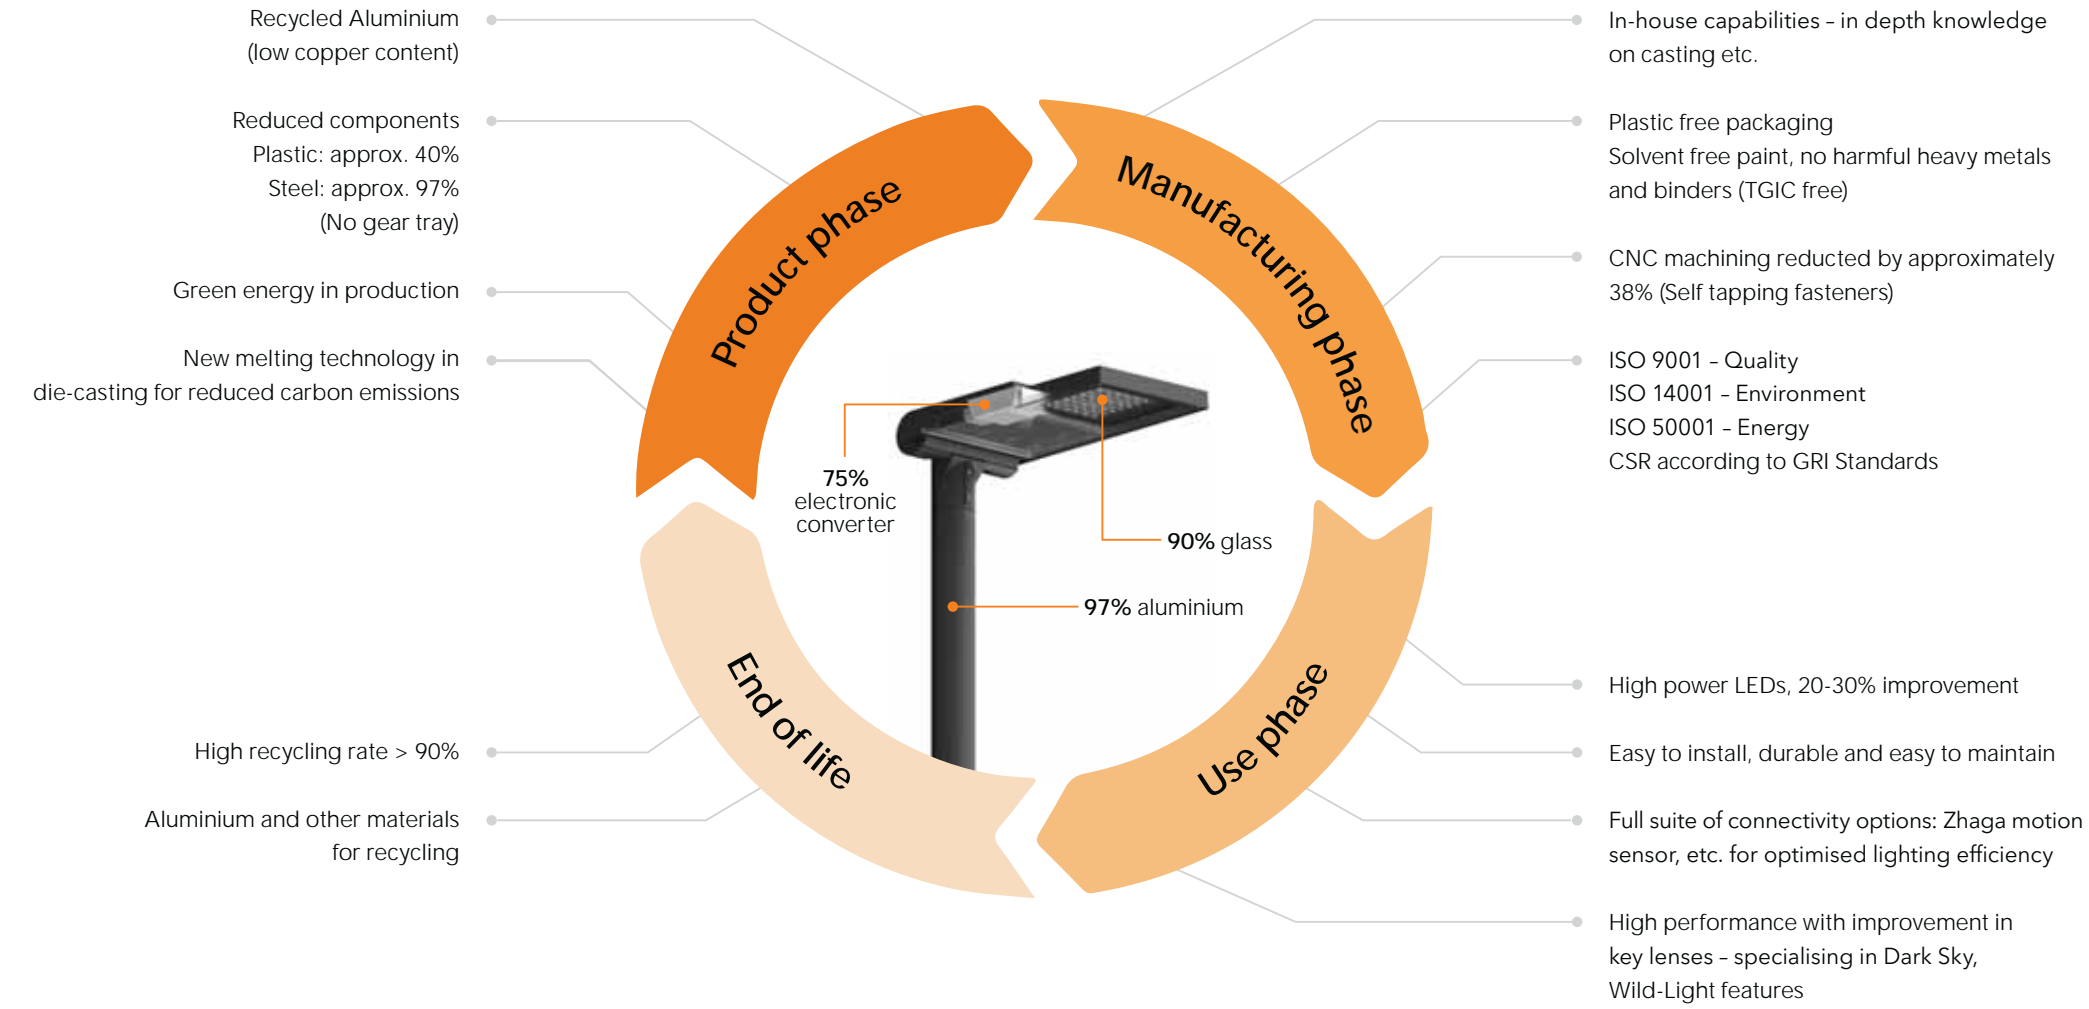 Recycled Aluminium
(low copper content)
Reduced components
Plastic: approx. 40%
Steel: approx. 97%
(No gear tray)
Green energy in production
New melting technology in
die-casting for reduced carbon emissions
High recycling rate > 90%
Aluminium and other materials
for recycling
Product phase
Manufacturing phase
Use phase
End of life
75%
electronic
converter
90% glass
97% aluminium
In-house capabilities – in depth knowledge
on casting etc.
Plastic free packaging
Solvent free paint, no harmful heavy metals
and binders (TGIC free)
CNC machining reducted by approximately
38% (Self tapping fasteners)
ISO 9001 – Quality
ISO 14001 – Environment
ISO 50001 – Energy
CSR according to GRI Standards
High power LEDs, 20-30% improvement
Easy to install, durable and easy to maintain
Full suite of connectivity options: Zhaga motion
sensor, etc. for optimised lighting efficiency
High performance with improvement in
key lenses – specialising in Dark Sky,
Wild-Light features